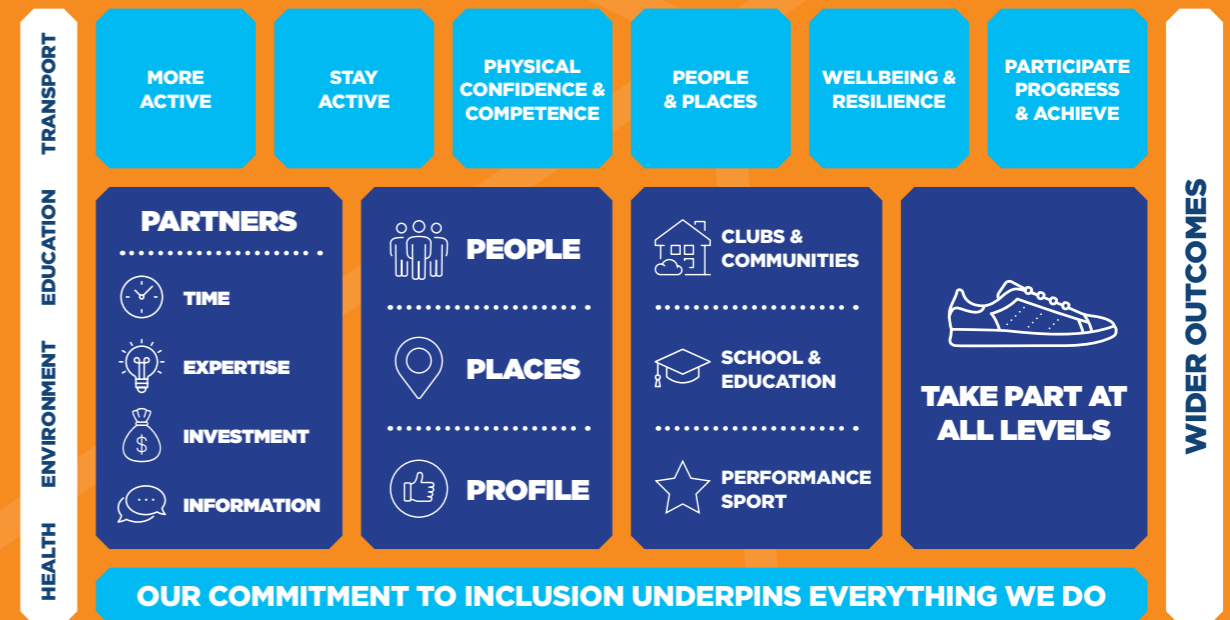 TRANSPORT
EDUCATION
ENVIRONMENT
HEALTH
MORE
ACTIVE
STAY
ACTIVE
PHYSICAL
CONFIDENCE &
COMPETENCE
PEOPLE
& PLACES
WELLBEING &
RESILIENCE
PARTICIPATE
PROGRESS
& ACHIEVE
PARTNERS
TIME
EXPERTISE
$
INVESTMENT
INFORMATION
PEOPLE
PLACES
PROFILE
CLUBS &
COMMUNITIES
SCHOOL &
EDUCATION
PERFORMANCE
SPORT
TAKE PART AT
ALL LEVELS
WIDER OUTCOMES
OUR COMMITMENT TO INCLUSION UNDERPINS EVERYTHING WE DO